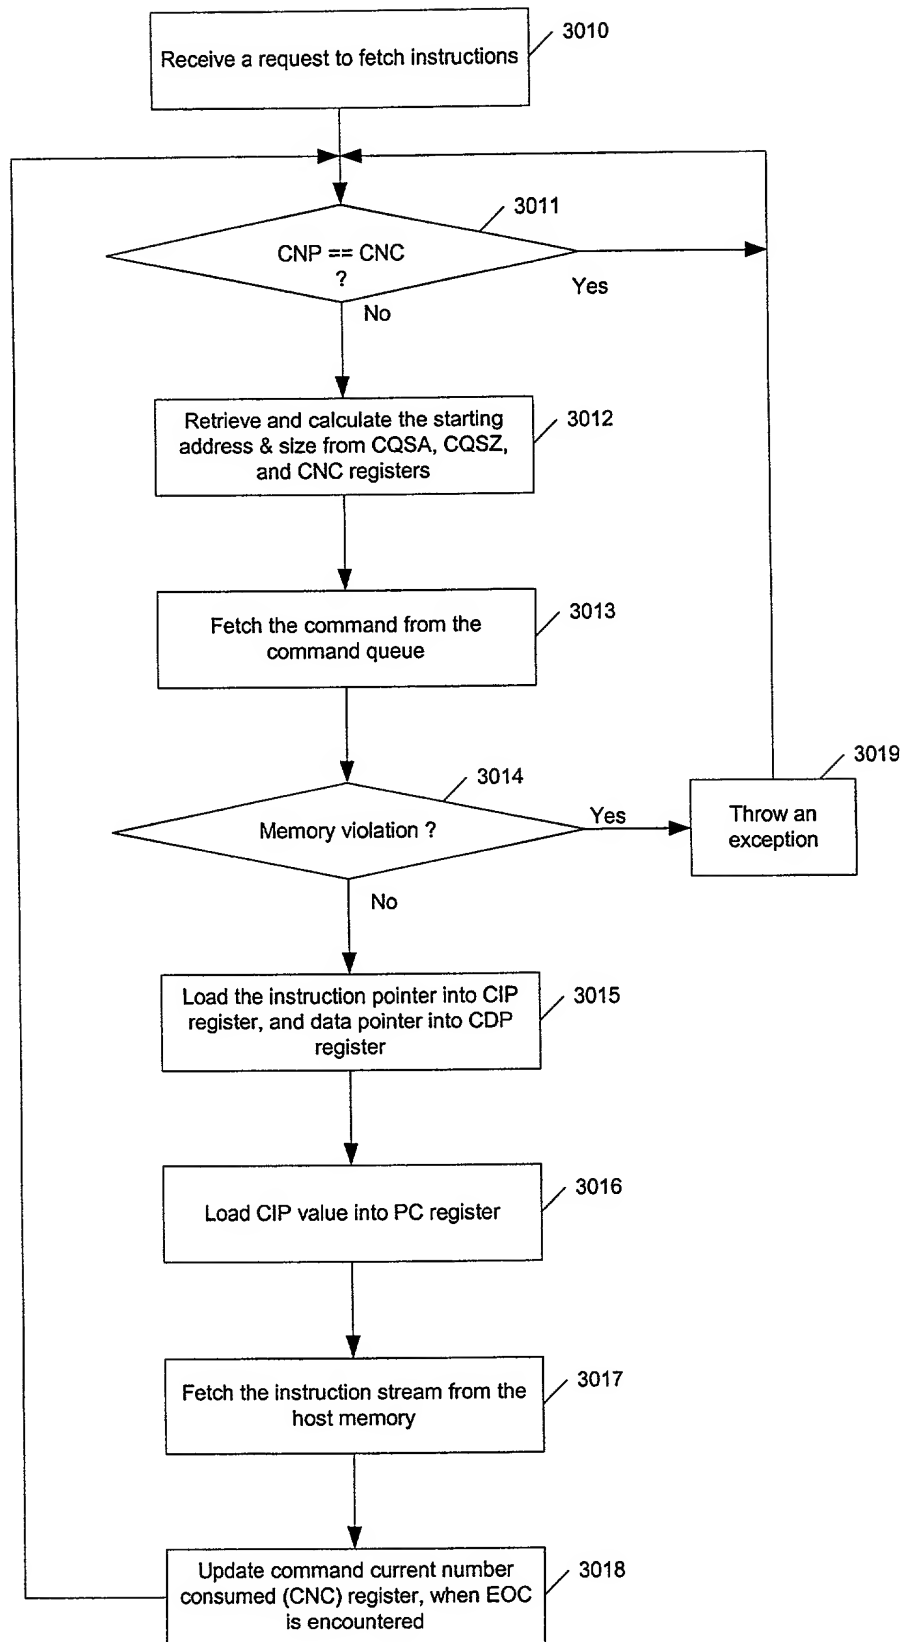 Receive a request to fetch instructions
3010
3011
CNP == CNC
?
Yes
No
Retrieve and calculate the starting
address & size from CQSA, CQSZ,
and CNC registers
3012
Fetch the command from the
command queue
3013
3014
Memory violation ?
Yes
No
3019
Throw an
exception
Load the instruction pointer into CIP
register, and data pointer into CDP
register
3015
Load CIP value into PC register
3016
Fetch the instruction stream from the
host memory
3017
Update command current number
consumed (CNC) register, when EOC
is encountered
3018